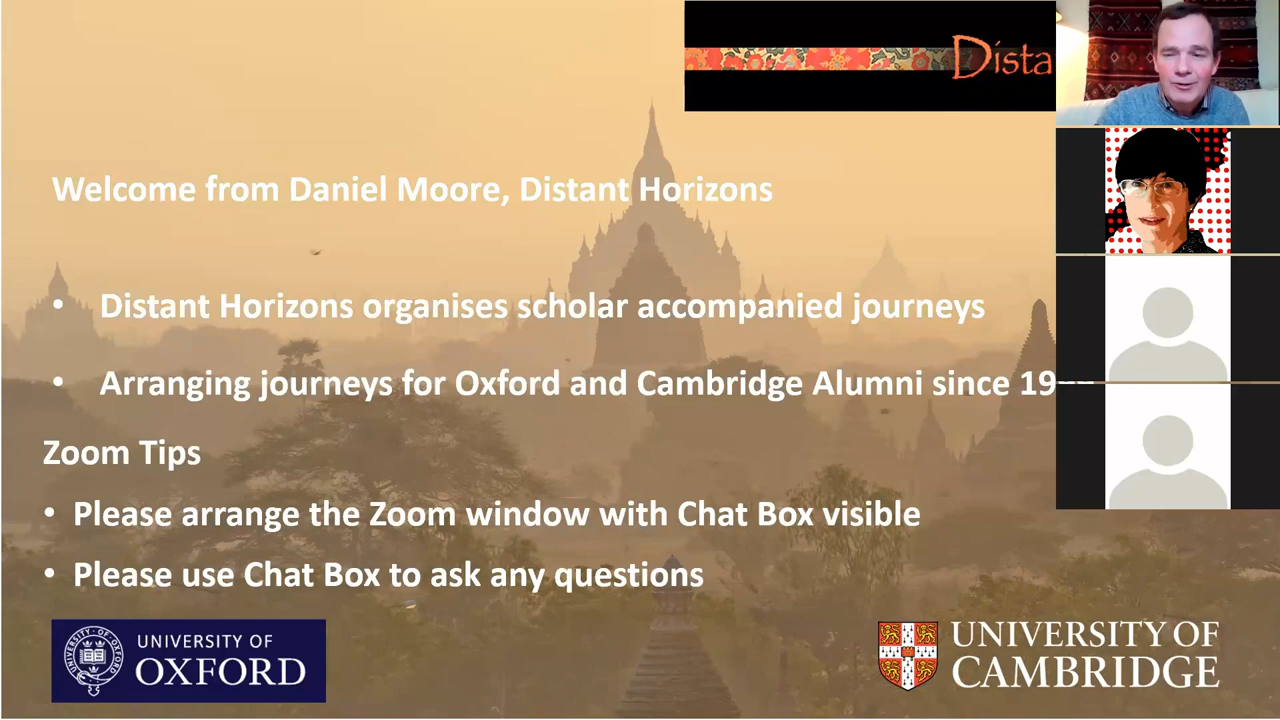 Dista
Welcome from Daniel Moore, Distant Horizons
• Distant Horizons organises scholar accompanied journeys
• Arranging journeys for Oxford and Cambridge Alumni since 19
Zoom Tips
• Please arrange the Zoom window with Chat Box visible
• Please use Chat Box to ask any questions
UNIVERSITY OF
OXFORD
UNIVERSITY OF
CAMBRIDGE